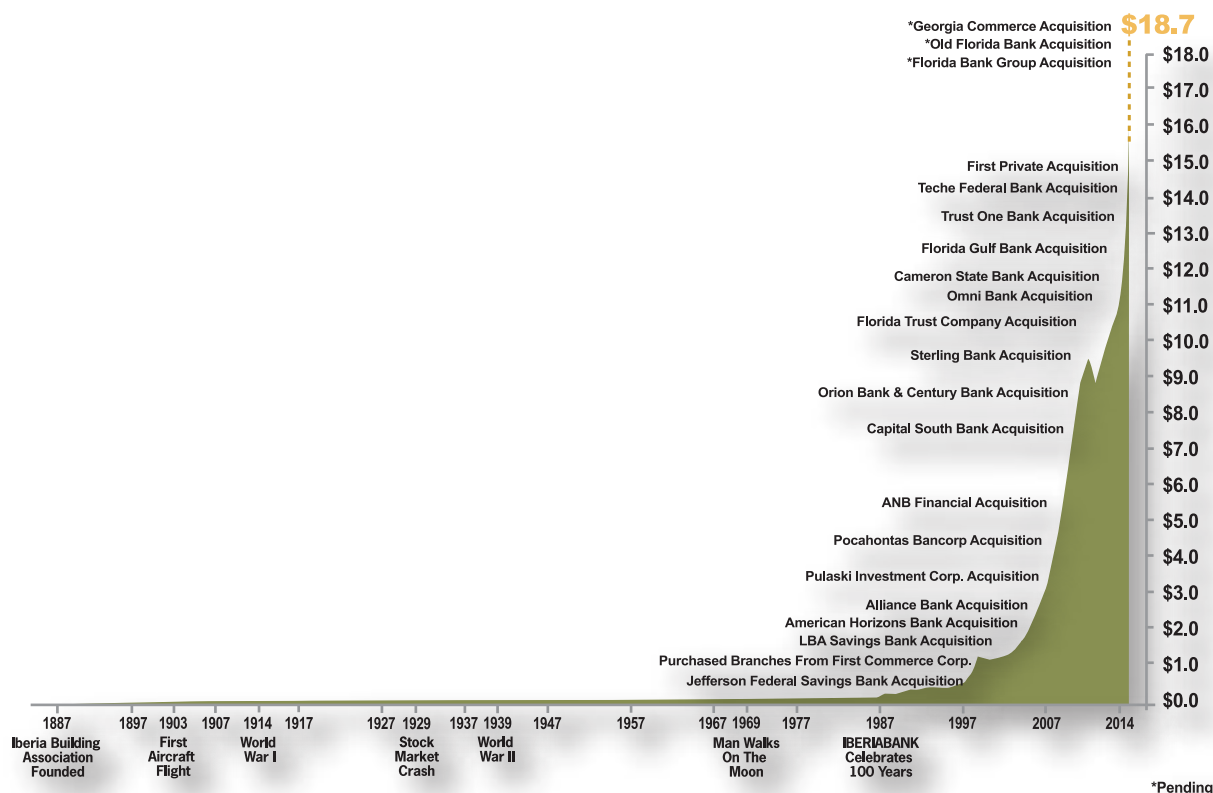 *Georgia Commerce Acquisition $18.7
*Old Florida Bank Acquisition
*Florida Bank Group Acquisition
$18.0
$17.0
$16.0
$15.0
$14.0
$13.0
$12.0
$11.0
$10.0
$9.0
$8.0
$7.0
$6.0
$5.0
$4.0
$3.0
$2.0
$1.0
$0.0
First Private Acquisition
Teche Federal Bank Acquisition
Trust One Bank Acquisition
Florida Gulf Bank Acquisition
Cameron State Bank Acquisition
Omni Bank Acquisition
Florida Trust Company Acquisition
Sterling Bank Acquisition
Orion Bank & Century Bank Acquisition
Capital South Bank Acquisition
ANB Financial Acquisition
Pocahontas Bancorp Acquisition
Pulaski Investment Corp. Acquisition
Alliance Bank Acquisition
American Horizons Bank Acquisition
LBA Savings Bank Acquisition
Purchased Branches From First Commerce Corp.
Jefferson Federal Savings Bank Acquisition
1887 1897 1903 1907 1914 1917 1927 1929 1937 1939 1947 1957 1967 1969 1977 1987 1997 2007 2014
Iberia Building
Association
Founded
First
Aircraft
Flight
World
War I
Stock
Market
Crash
World
War II
Man Walks
On The
Moon
IBERIABANK
Celebrates
100 Years
*Pending